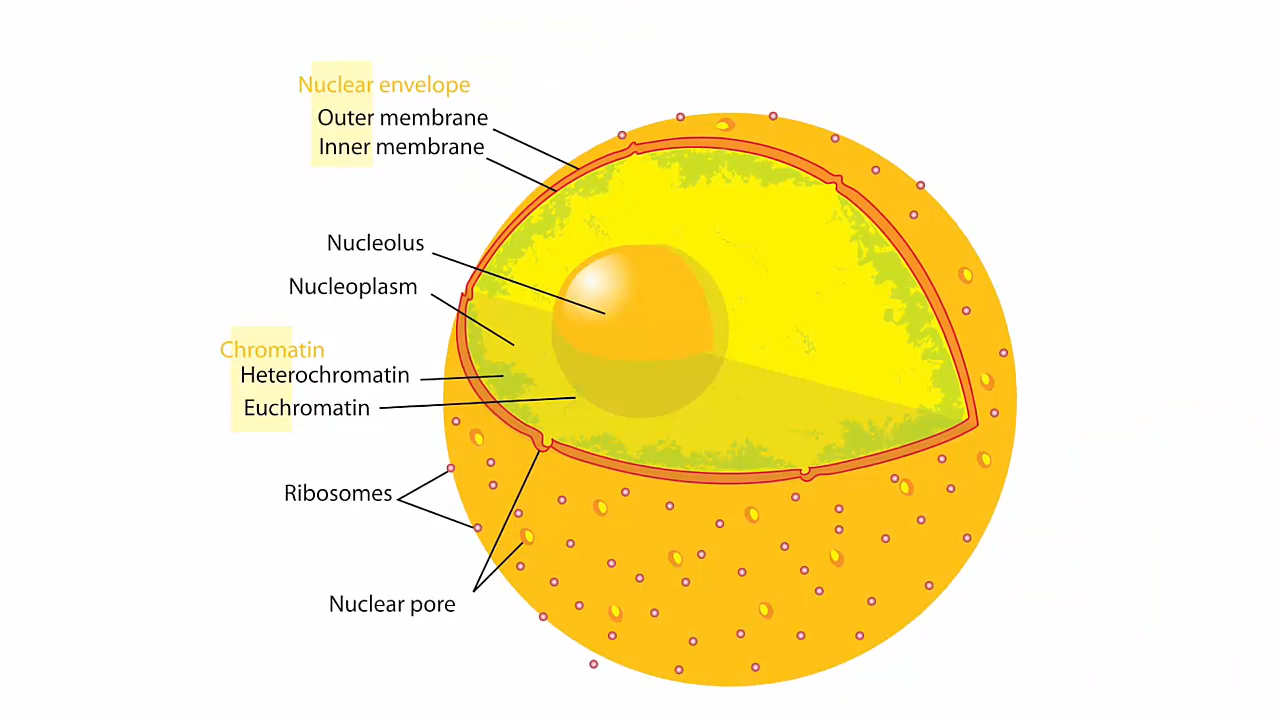 Nuclear envelope
Outer membrane
Inner membrane
Nucleolus
Nucleoplasm
Chromatin
Heterochromatin
Euchromatin
Ribosomes
Nuclear pore